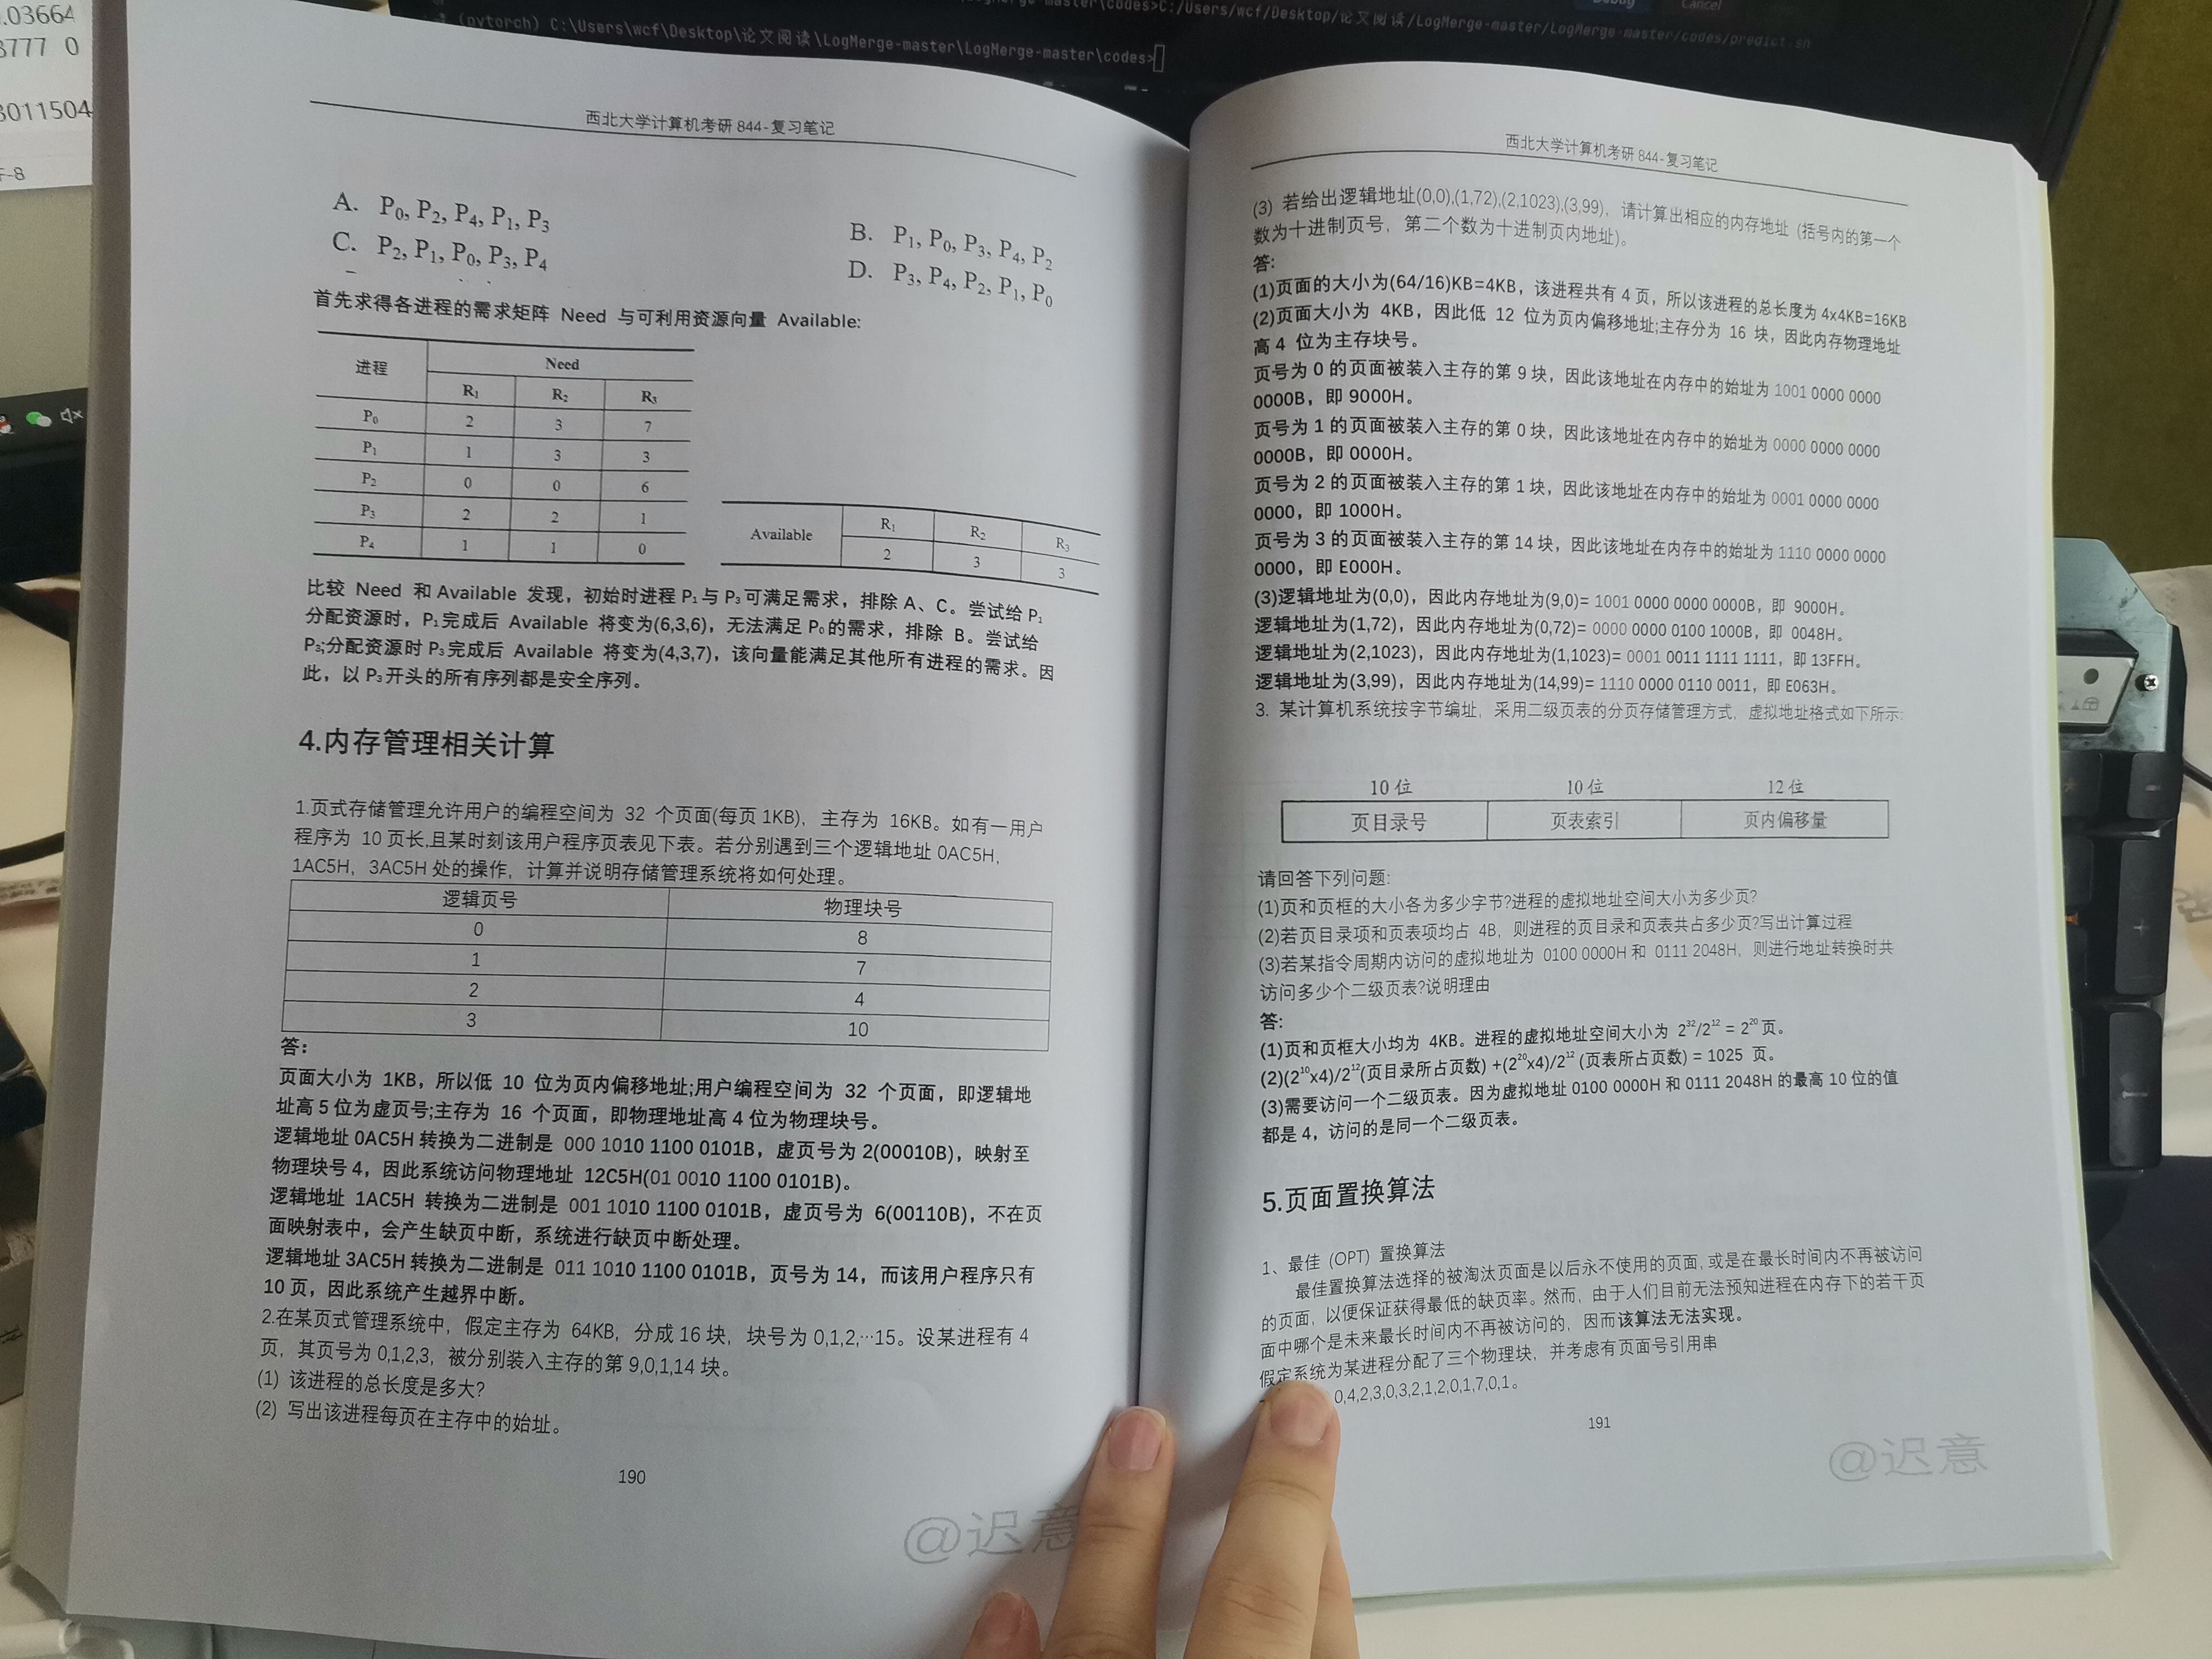 .03664
3777 0
3011504
F-8
master\codes>C:/Users/wcf/Desktop/论文阅读/LogMerge-master/LogMerge-master/codes/predict.sh
(pytorch) C:\Users\wcf\Desktop\论文阅读\LogMerge-master\LogMerge-master\codes>
Debug
Cancel
西北大学计算机考研 844-复习笔记
A. P₀, P₂, P₄, P₁, P₃
B. P₁, P₀, P₃, P₄, P₂
C. P₂, P₁, P₀, P₃, P₄
D. P₃, P₄, P₂, P₁, P₀
首先求得各进程的需求矩阵 Need 与可利用资源向量 Available:
进程 Need
R₁ R₂ R₃
P₀ 2 3 7
P₁ 1 3 3
P₂ 0 0 6
P₃ 2 2 1
P₄ 1 1 0
Available R₁ R₂ R₃
2 3 3
比较 Need 和 Available 发现，初始时进程 P₁与 P₃可满足需求，排除 A、C。尝试给 P₁
分配资源时，P₁完成后 Available 将变为(6,3,6)，无法满足 P₀的需求，排除 B。尝试给
P₃;分配资源时 P₃完成后 Available 将变为(4,3,7)，该向量能满足其他所有进程的需求。因
此，以 P₃开头的所有序列都是安全序列。
4.内存管理相关计算
1.页式存储管理允许用户的编程空间为 32 个页面(每页 1KB)，主存为 16KB。如有一用户
程序为 10 页长,且某时刻该用户程序页表见下表。若分别遇到三个逻辑地址 0AC5H，
1AC5H，3AC5H 处的操作，计算并说明存储管理系统将如何处理。
逻辑页号 物理块号
0 8
1 7
2 4
3 10
答：
页面大小为 1KB，所以低 10 位为页内偏移地址;用户编程空间为 32 个页面，即逻辑地
址高 5 位为虚页号;主存为 16 个页面，即物理地址高 4 位为物理块号。
逻辑地址 0AC5H 转换为二进制是 000 1010 1100 0101B，虚页号为 2(00010B)，映射至
物理块号 4，因此系统访问物理地址 12C5H(01 0010 1100 0101B)。
逻辑地址 1AC5H 转换为二进制是 001 1010 1100 0101B，虚页号为 6(00110B)，不在页
面映射表中，会产生缺页中断，系统进行缺页中断处理。
逻辑地址 3AC5H 转换为二进制是 011 1010 1100 0101B，页号为 14，而该用户程序只有
10 页，因此系统产生越界中断。
2.在某页式管理系统中，假定主存为 64KB，分成 16 块，块号为 0,1,2,…15。设某进程有 4
页，其页号为 0,1,2,3，被分别装入主存的第 9,0,1,14 块。
(1) 该进程的总长度是多大?
(2) 写出该进程每页在主存中的始址。
190
@迟意
西北大学计算机考研 844-复习笔记
(3) 若给出逻辑地址(0,0),(1,72),(2,1023),(3,99)，请计算出相应的内存地址 (括号内的第一个
数为十进制页号，第二个数为十进制页内地址)。
答:
(1)页面的大小为(64/16)KB=4KB，该进程共有 4 页，所以该进程的总长度为 4x4KB=16KB
(2)页面大小为 4KB，因此低 12 位为页内偏移地址;主存分为 16 块，因此内存物理地址
高 4 位为主存块号。
页号为 0 的页面被装入主存的第 9 块，因此该地址在内存中的始址为 1001 0000 0000
0000B，即 9000H。
页号为 1 的页面被装入主存的第 0 块，因此该地址在内存中的始址为 0000 0000 0000
0000B，即 0000H。
页号为 2 的页面被装入主存的第 1 块，因此该地址在内存中的始址为 0001 0000 0000
0000，即 1000H。
页号为 3 的页面被装入主存的第 14 块，因此该地址在内存中的始址为 1110 0000 0000
0000，即 E000H。
(3)逻辑地址为(0,0)，因此内存地址为(9,0)= 1001 0000 0000 0000B，即 9000H。
逻辑地址为(1,72)，因此内存地址为(0,72)= 0000 0000 0100 1000B，即 0048H。
逻辑地址为(2,1023)，因此内存地址为(1,1023)= 0001 0011 1111 1111，即 13FFH。
逻辑地址为(3,99)，因此内存地址为(14,99)= 1110 0000 0110 0011，即 E063H。
3. 某计算机系统按字节编址，采用二级页表的分页存储管理方式，虚拟地址格式如下所示:
10 位 10 位 12 位
页目录号 页表索引 页内偏移量
请回答下列问题:
(1)页和页框的大小各为多少字节?进程的虚拟地址空间大小为多少页?
(2)若页目录项和页表项均占 4B，则进程的页目录和页表共占多少页?写出计算过程
(3)若某指令周期内访问的虚拟地址为 0100 0000H 和 0111 2048H，则进行地址转换时共
访问多少个二级页表?说明理由
答:
(1)页和页框大小均为 4KB。进程的虚拟地址空间大小为 2³²/2¹² = 2²⁰ 页。
(2)(2¹⁰x4)/2¹²(页目录所占页数) +(2²⁰x4)/2¹² (页表所占页数) = 1025 页。
(3)需要访问一个二级页表。因为虚拟地址 0100 0000H 和 0111 2048H 的最高 10 位的值
都是 4，访问的是同一个二级页表。
5.页面置换算法
1、最佳 (OPT) 置换算法
最佳置换算法选择的被淘汰页面是以后永不使用的页面, 或是在最长时间内不再被访问
的页面，以便保证获得最低的缺页率。然而，由于人们目前无法预知进程在内存下的若干页
面中哪个是未来最长时间内不再被访问的，因而该算法无法实现。
假定系统为某进程分配了三个物理块，并考虑有页面号引用串
0,4,2,3,0,3,2,1,2,0,1,7,0,1。
191
@迟意